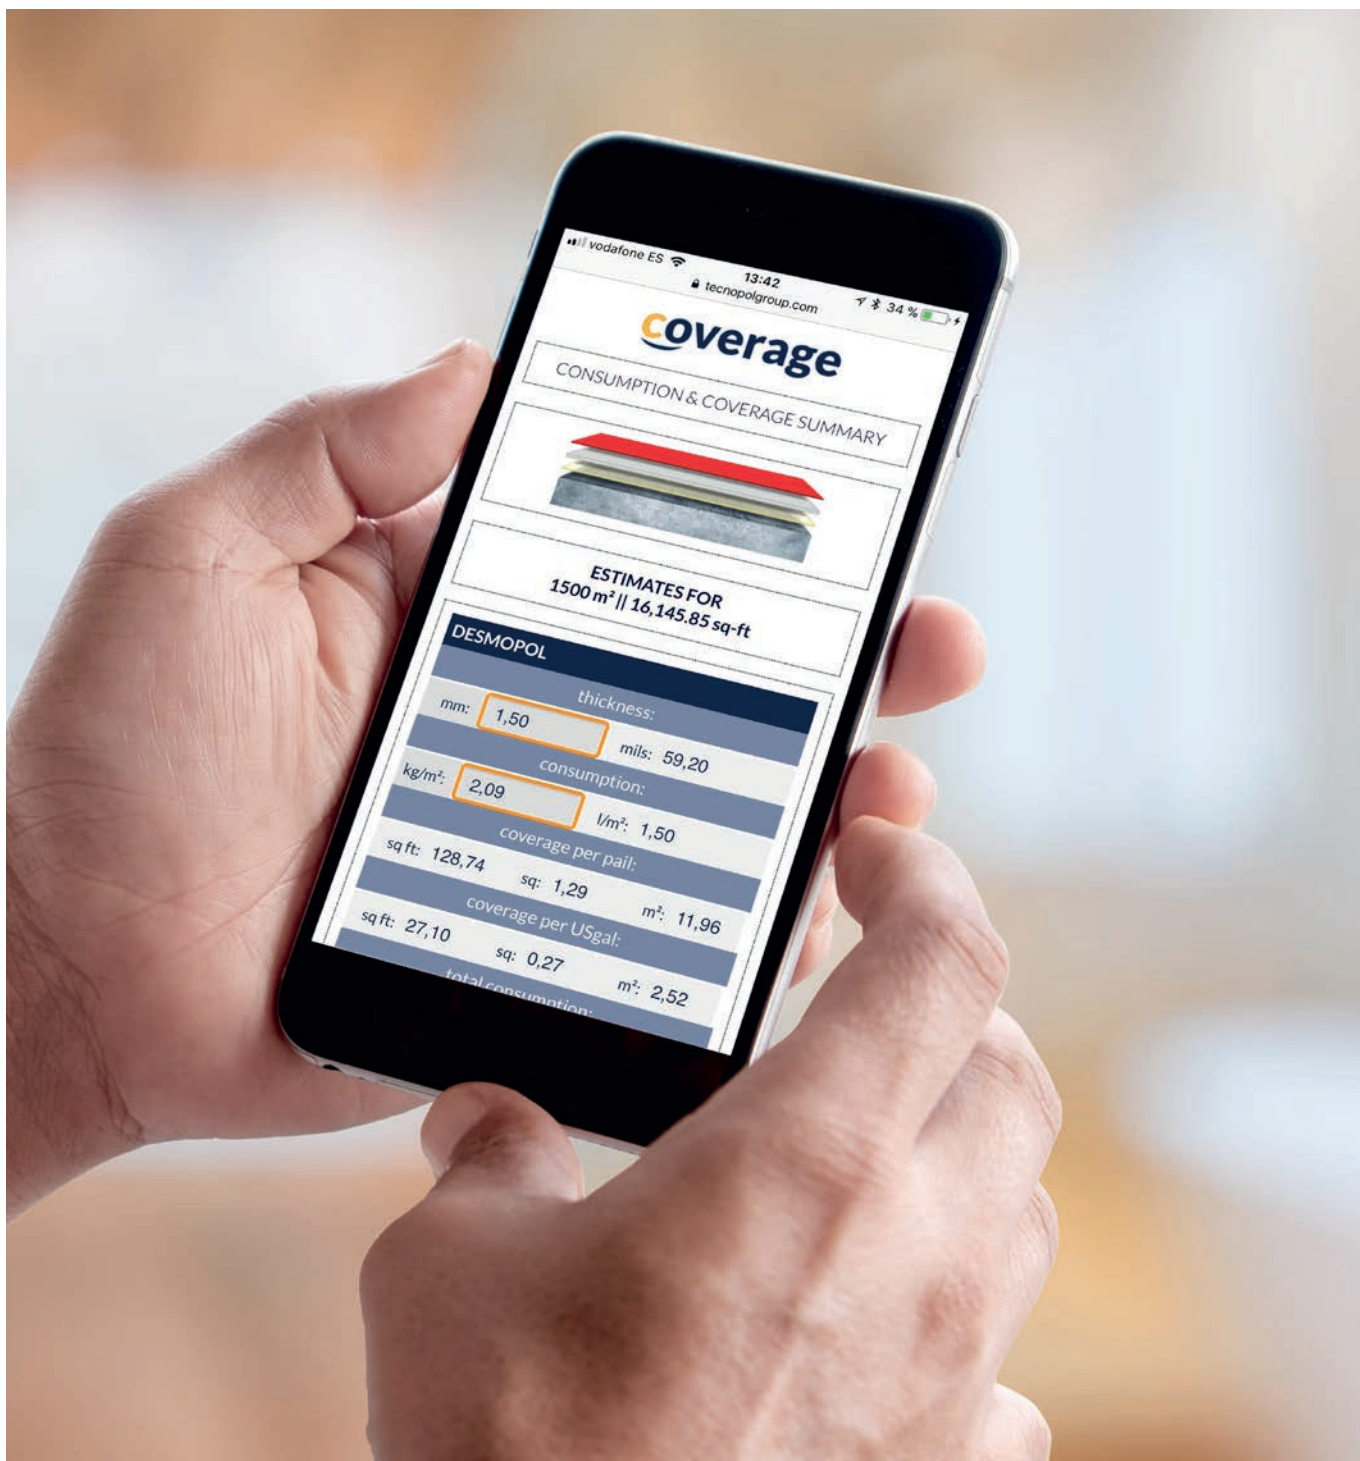 vodafone ES 13:42 34 %
tecnopolgroup.com
coverage
CONSUMPTION & COVERAGE SUMMARY
ESTIMATES FOR
1500 m² || 16,145.85 sq-ft
DESMOPOL
thickness:
mm: 1,50 mils: 59,20
consumption:
kg/m²: 2,09 l/m²: 1,50
coverage per pail:
sq ft: 128,74 sq: 1,29 m²: 11,96
coverage per USgal:
sq ft: 27,10 sq: 0,27 m²: 2,52
total consumption: